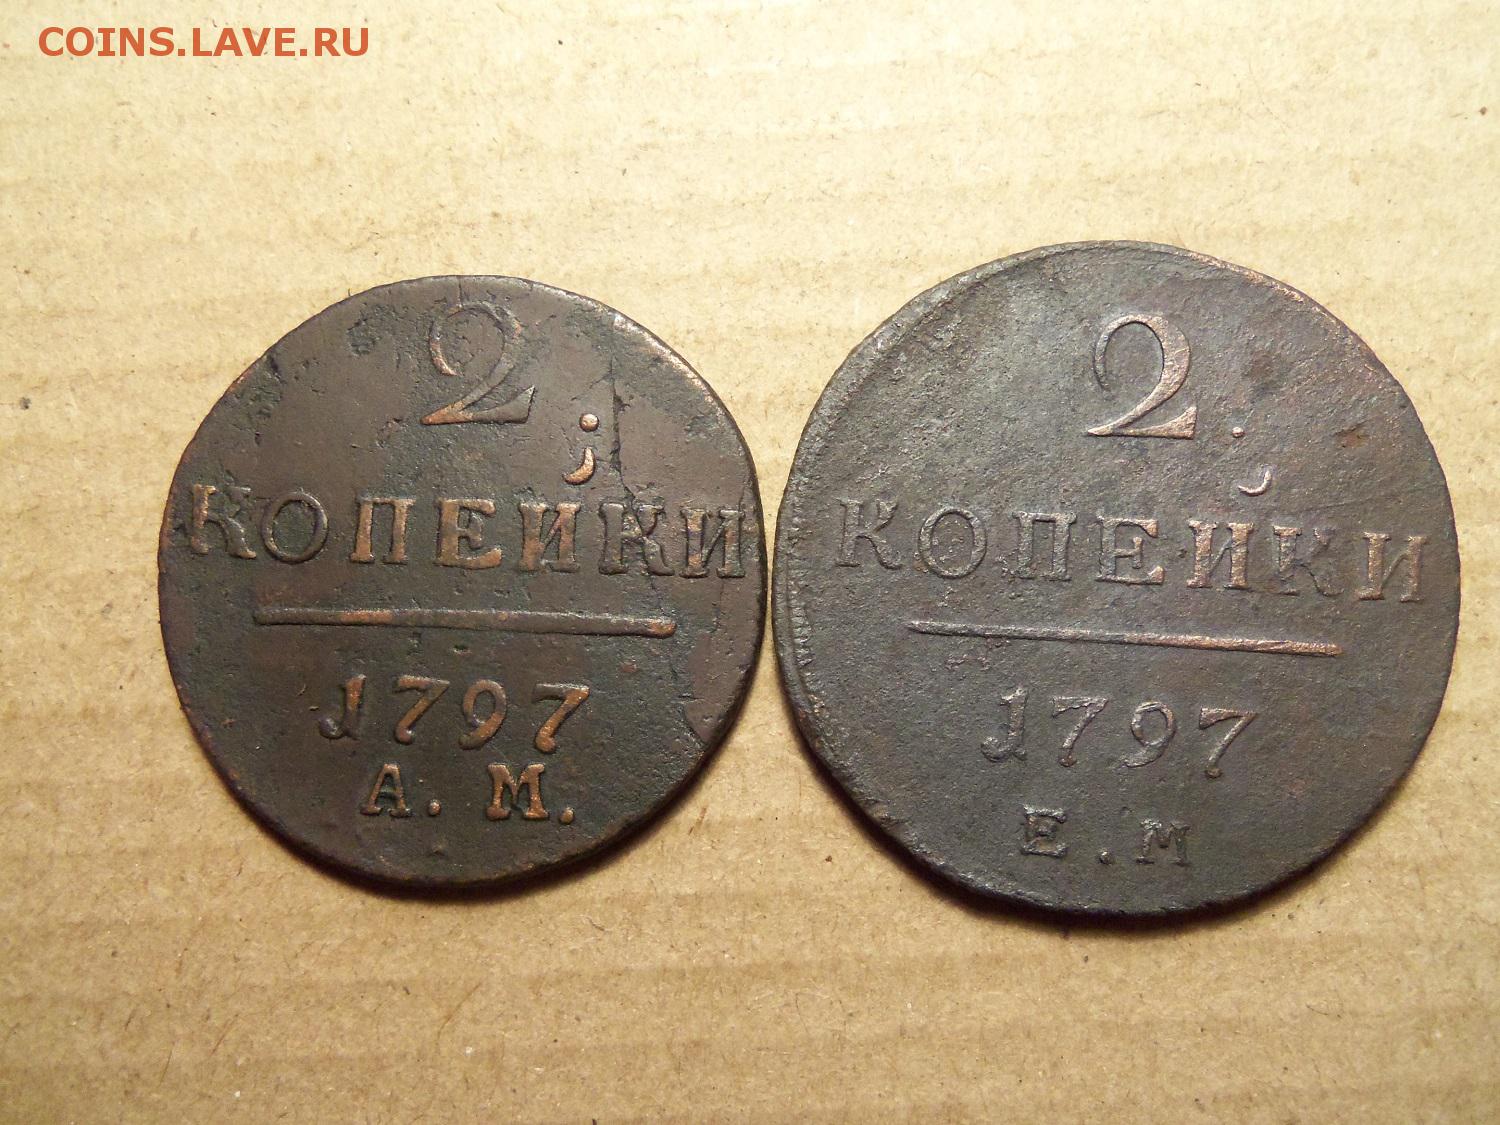 COINS.LAVE.RU
2.
КОПЕЙКИ
1797
А. М.
2.
КОПЕЙКИ
1797
Е. М